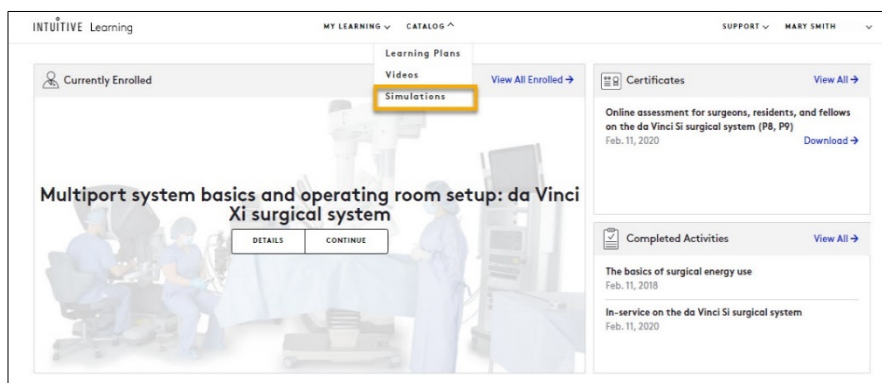 INTUITIVE Learning
MY LEARNING
CATALOG
SUPPORT
MARY SMITH
Learning Plans
Videos
Simulations
Currently Enrolled
View All Enrolled →
Multiport system basics and operating room setup: da Vinci
Xi surgical system
DETAILS
CONTINUE
Certificates
View All →
Online assessment for surgeons, residents, and fellows
on the da Vinci Si surgical system (P8, P9)
Feb. 11, 2020
Download →
Completed Activities
View All →
The basics of surgical energy use
Feb. 11, 2018
In-service on the da Vinci Si surgical system
Feb. 11, 2020